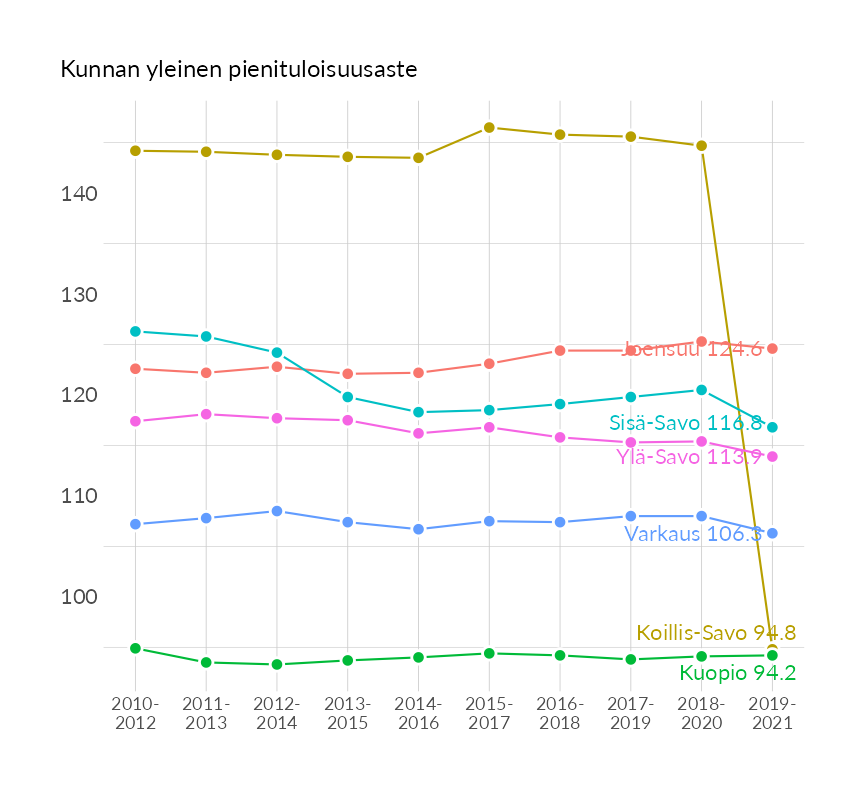 Kunnan yleinen pienituloisuusaste
140
130
120
110
100
Joensuu 124.6
Sisä-Savo 116.8
Ylä-Savo 113.9
Varkaus 106.3
Koillis-Savo 94.8
Kuopio 94.2
2010- 2011- 2012- 2013- 2014- 2015- 2016- 2017- 2018- 2019-
2012 2013 2014 2015 2016 2017 2018 2019 2020 2021